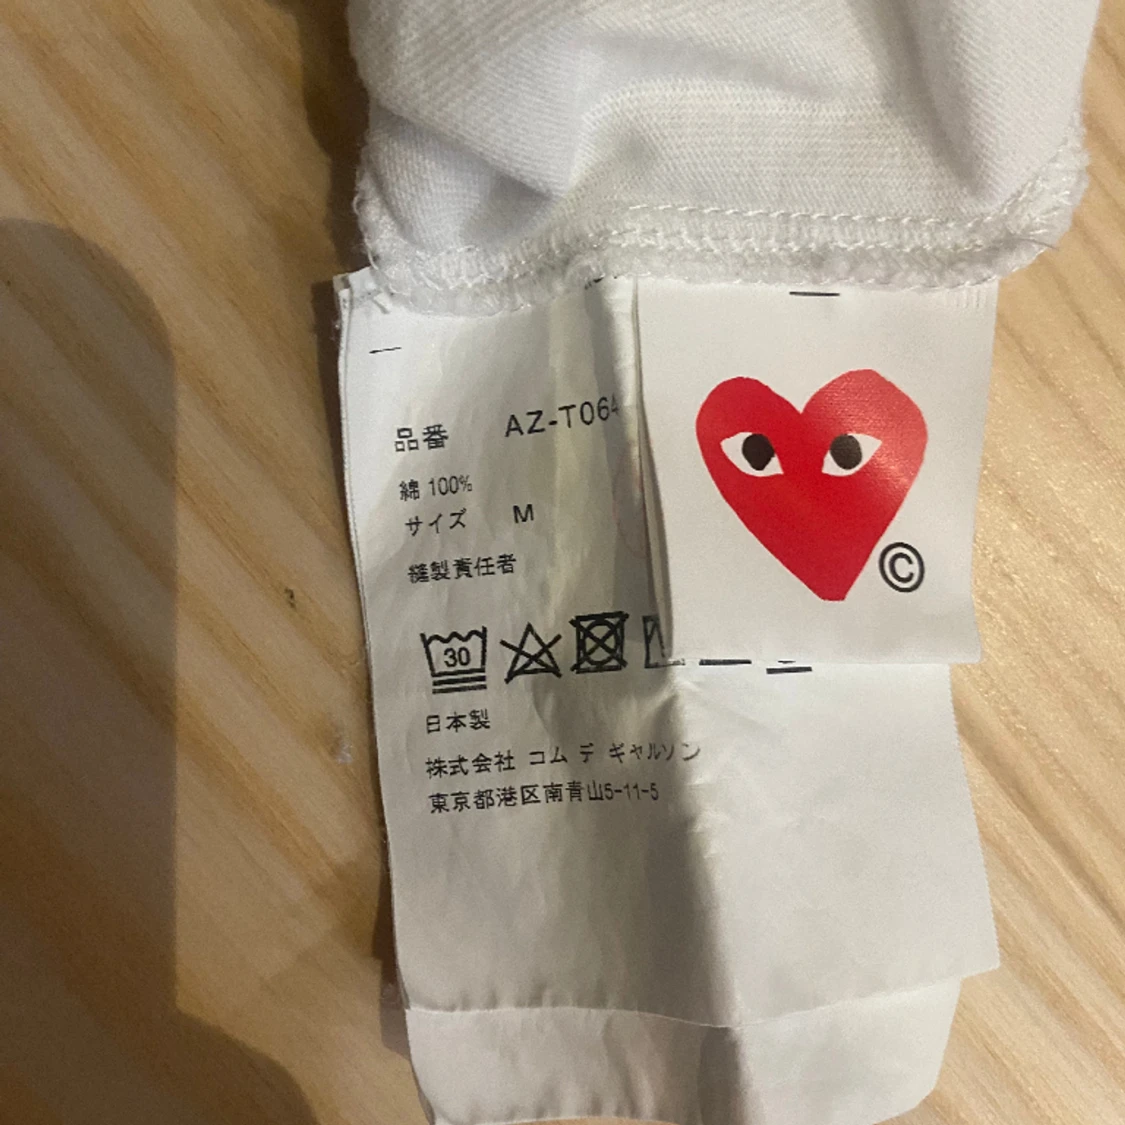 品番 AZ-T064
綿 100%
サイズ M
縫製責任者
30
日本製
株式会社 コム デ ギャルソン
東京都港区南青山5-11-5
©